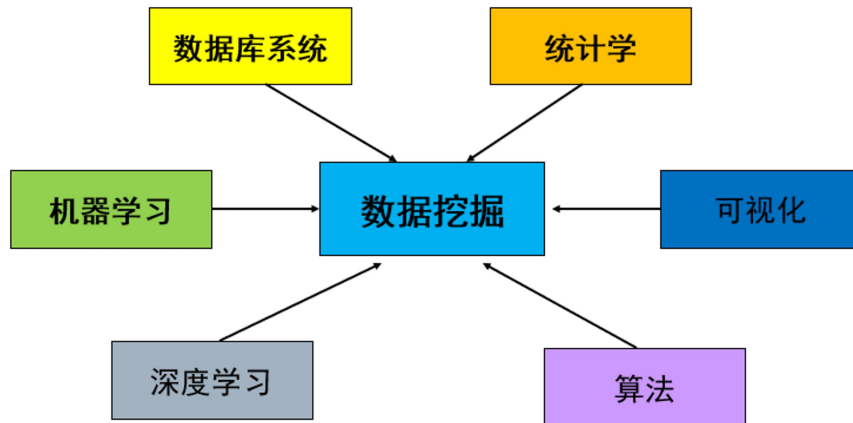 数据库系统
统计学
机器学习
数据挖掘
可视化
深度学习
算法